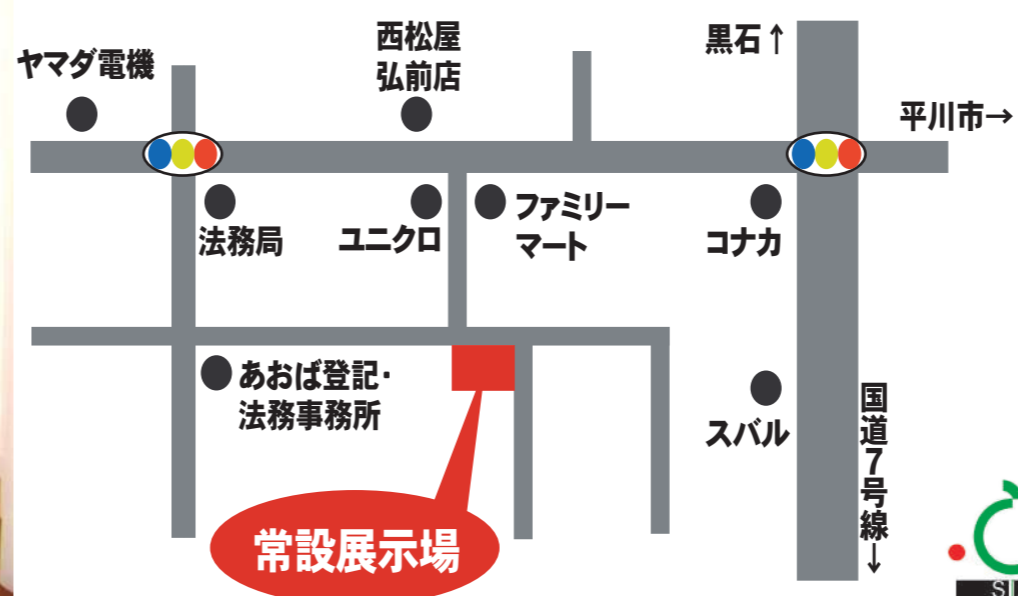 ヤマダ電機
西松屋
弘前店
黒石↑
平川市→
法務局
ユニクロ
ファミリー
マート
コナカ
あおば登記・
法務事務所
スバル
国道7号線↓
常設展示場